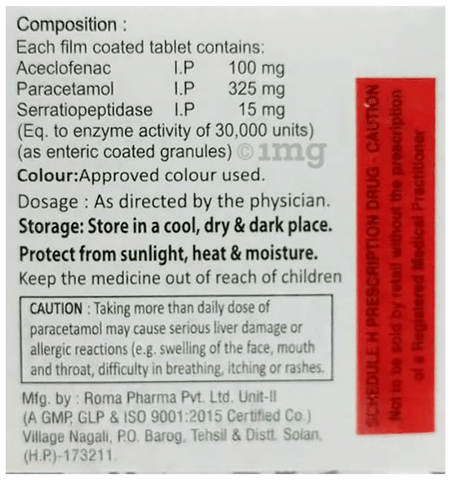 Composition :
Each film coated tablet contains:
Aceclofenac I.P 100 mg
Paracetamol I.P 325 mg
Serratiopeptidase I.P 15 mg
(Eq. to enzyme activity of 30,000 units)
(as enteric coated granules) © 1mg
Colour:Approved colour used.
Dosage : As directed by the physician.
Storage: Store in a cool, dry & dark place.
Protect from sunlight, heat & moisture.
Keep the medicine out of reach of children
CAUTION : Taking more than daily dose of
paracetamol may cause serious liver damage or
allergic reactions (e.g. swelling of the face, mouth
and throat, difficulty in breathing, itching or rashes.
Mfg. by : Roma Pharma Pvt. Ltd. Unit-II
(A GMP, GLP & ISO 9001:2015 Certified Co.)
Village Nagali, P.O. Barog, Tehsil & Distt. Solan,
(H.P.)-173211.
SCHEDULE H PRESCRIPTION DRUG - CAUTION
Not to be sold by retail without the prescription
of a Registered Medical Practitioner